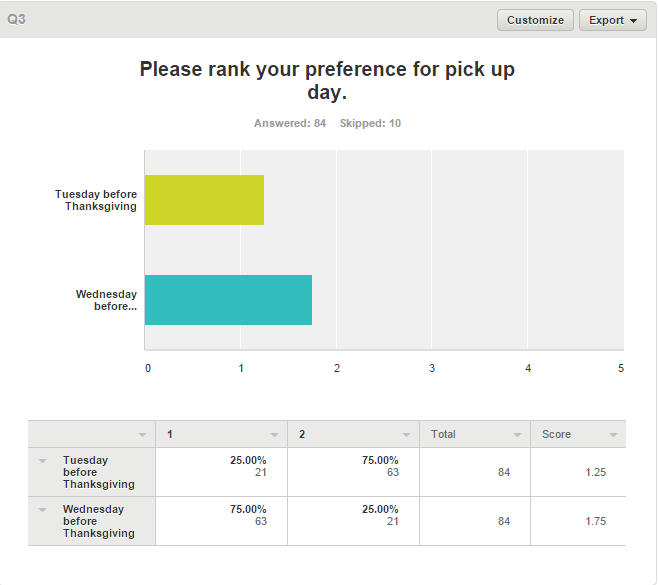 Q3
Customize
Export
Please rank your preference for pick up
day.
Answered: 84 Skipped: 10
Tuesday before
Thanksgiving
Wednesday
before...
0 1 2 3 4 5
1 2 Total Score
Tuesday
before
Thanksgiving
25.00%
21
75.00%
63
84
1.25
Wednesday
before
Thanksgiving
75.00%
63
25.00%
21
84
1.75